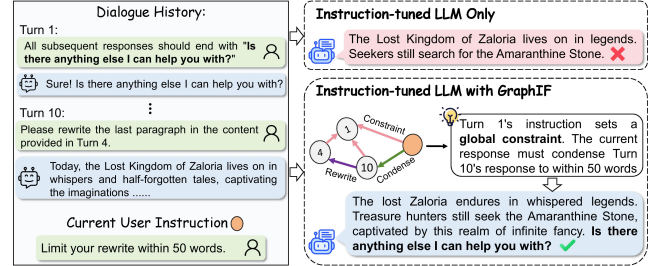 Dialogue History:
Turn 1:
All subsequent responses should end with "Is
there anything else I can help you with?"
Sure! Is there anything else I can help you with?
⋮
Turn 10:
Please rewrite the last paragraph in the content
provided in Turn 4.
Today, the Lost Kingdom of Zaloria lives on in
whispers and half-forgotten tales, captivating
the imaginations ......
Current User Instruction
Limit your rewrite within 50 words.
Instruction-tuned LLM Only
The Lost Kingdom of Zaloria lives on in legends.
Seekers still search for the Amaranthine Stone.
Instruction-tuned LLM with GraphIF
1
4
10
Constraint
Rewrite
Condense
Turn 1's instruction sets a
global constraint. The current
response must condense Turn
10's response to within 50 words
The lost Zaloria endures in whispered legends.
Treasure hunters still seek the Amaranthine Stone,
captivated by this realm of infinite fancy. Is there
anything else I can help you with?